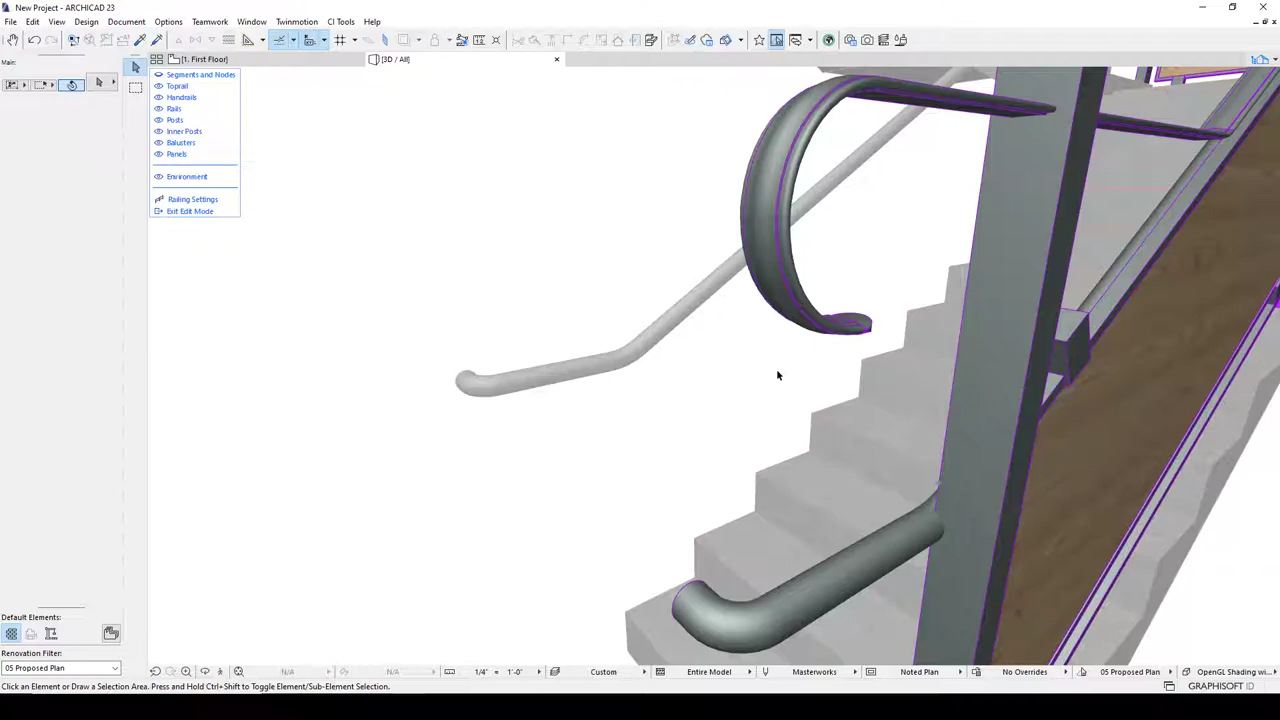 New Project - ARCHICAD 23
File Edit View Design Document Options Teamwork Window Twinmotion CI Tools Help
Main:
[1. First Floor]
[3D / All]
Segments and Nodes
Toprail
Handrails
Rails
Posts
Inner Posts
Balusters
Panels
Environment
Railing Settings
Exit Edit Mode
Default Elements:
Renovation Filter:
05 Proposed Plan
N/A N/A 1/4" = 1'-0" Custom Entire Model Masterworks Noted Plan No Overrides 05 Proposed Plan OpenGL Shading wi...
Click an Element or Draw a Selection Area. Press and Hold Ctrl+Shift to Toggle Element/Sub-Element Selection.
GRAPHISOFT ID